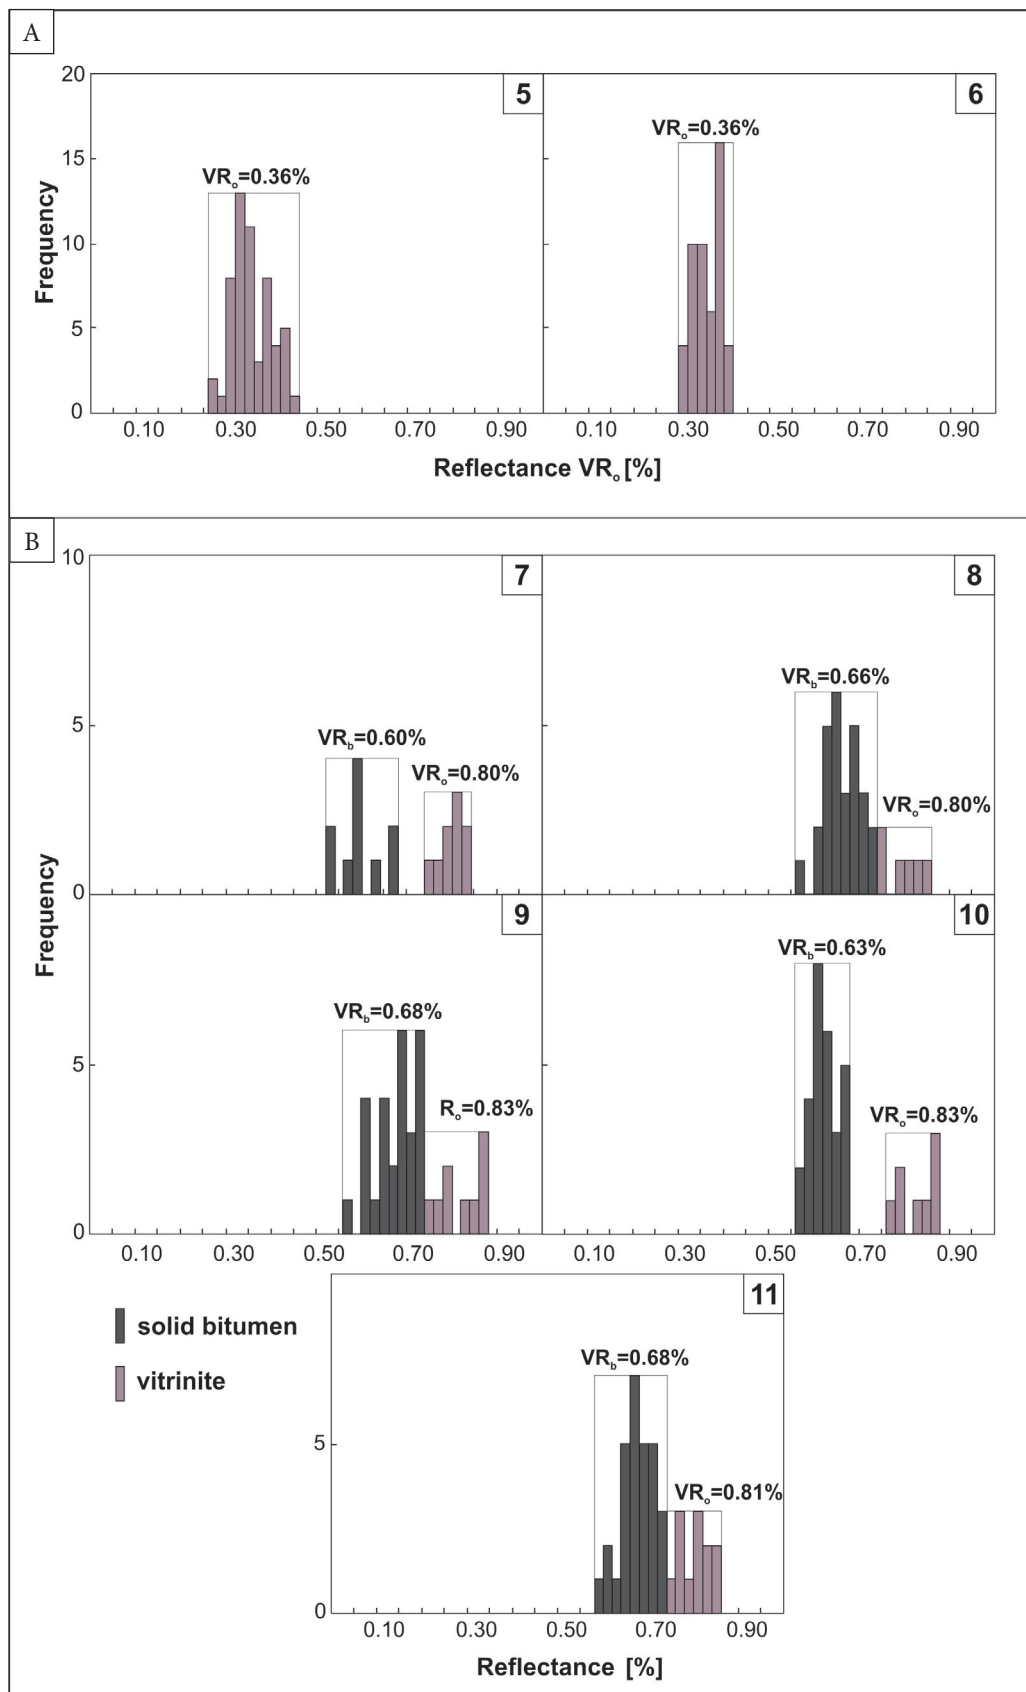 A
20
5
6
VRo=0.36%
VRo=0.36%
15
10
5
0
Frequency
0.10 0.30 0.50 0.70 0.90 0.10 0.30 0.50 0.70 0.90
Reflectance VRo [%]
B
10
7
8
VRb=0.60%
VRo=0.80%
VRb=0.66%
VRo=0.80%
5
0
Frequency
9
10
VRb=0.68%
Ro=0.83%
VRb=0.63%
VRo=0.83%
5
0
0.10 0.30 0.50 0.70 0.90 0.10 0.30 0.50 0.70 0.90
solid bitumen
vitrinite
11
VRb=0.68%
VRo=0.81%
5
0
0.10 0.30 0.50 0.70 0.90
Reflectance [%]